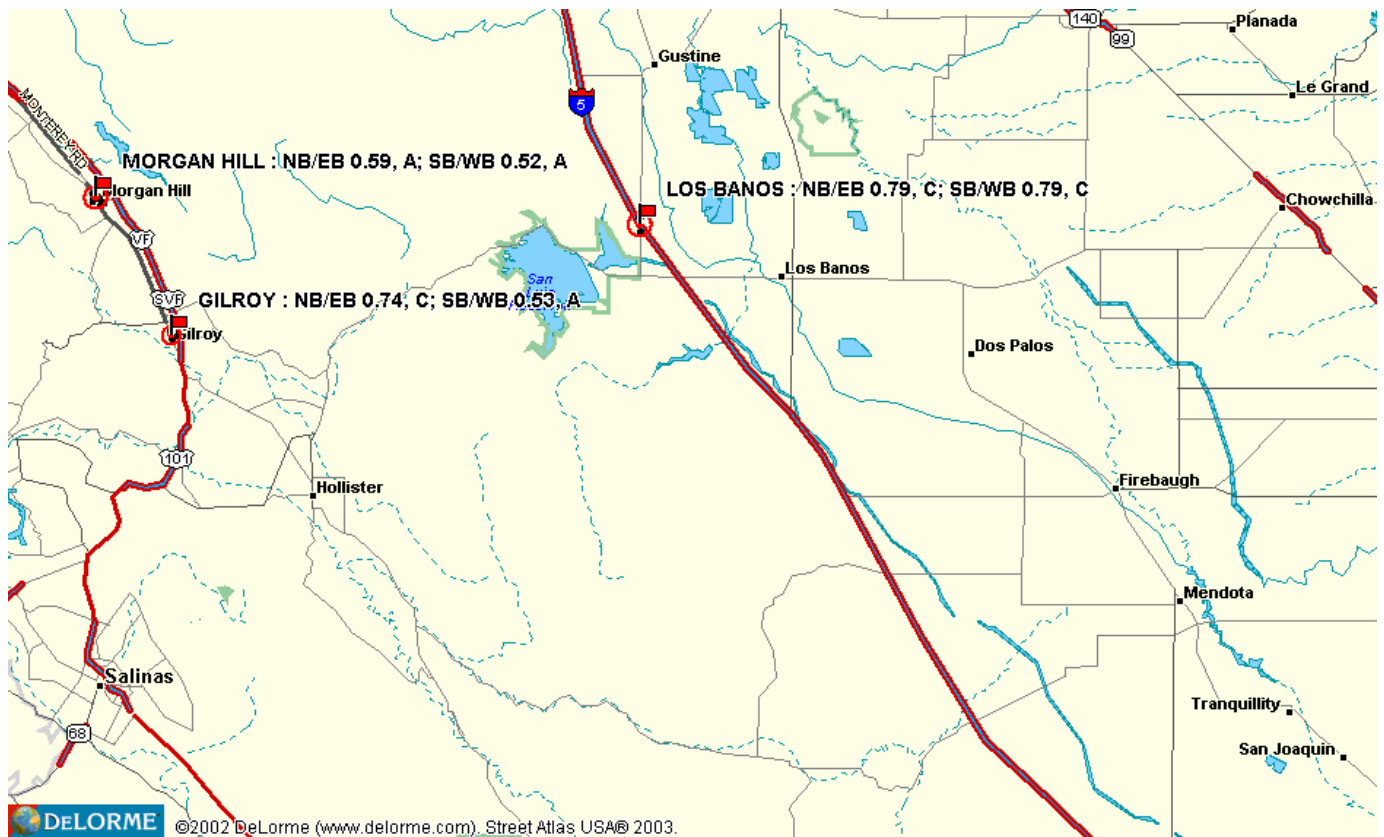 140
Planada
99
Gustine
Le Grand
5
MONTEREY RD
MORGAN HILL : NB/EB 0.59, A; SB/WB 0.52, A
Morgan Hill
LOS BANOS : NB/EB 0.79, C; SB/WB 0.79, C
Chowchilla
VF
Los Banos
San
SVF
GILROY : NB/EB 0.74, C; SB/WB 0.53, A
Gilroy
Dos Palos
101
Hollister
Firebaugh
Mendota
Salinas
Tranquillity
68
San Joaquin
DELORME
©2002 DeLorme (www.delorme.com). Street Atlas USA® 2003.